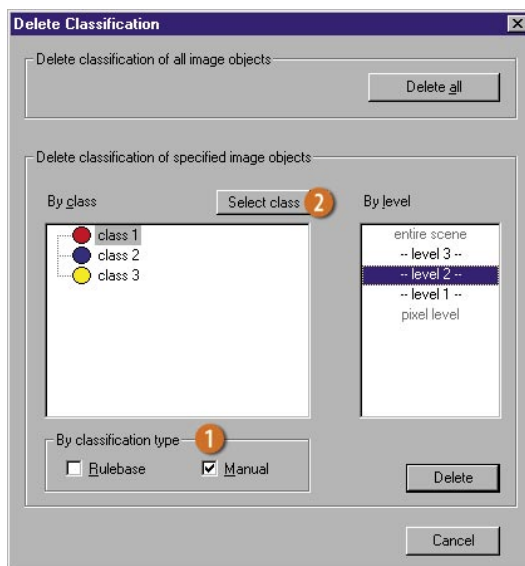 Delete Classification
Delete classification of all image objects
Delete all
Delete classification of specified image objects
By class
Select class
2
By level
class 1
class 2
class 3
entire scene
-- level 3 --
-- level 2 --
-- level 1 --
pixel level
By classification type
1
Rulebase
Manual
Delete
Cancel